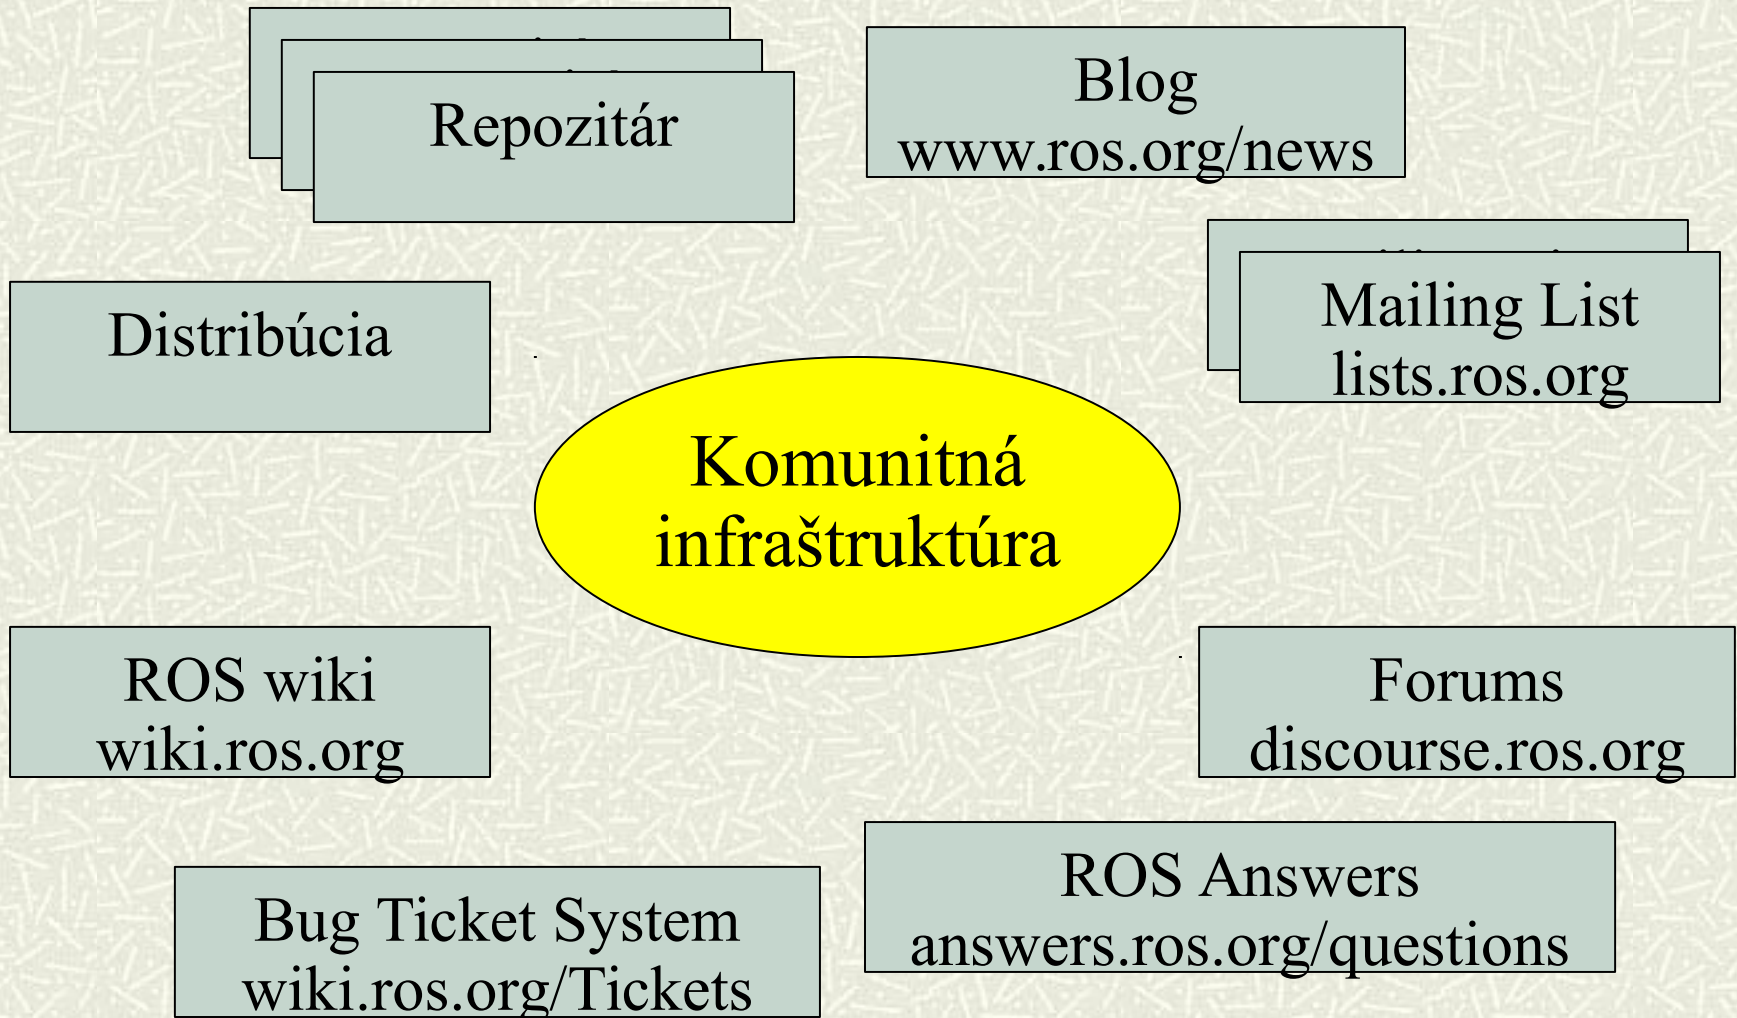 Repozitár
Blog
www.ros.org/news
Mailing List
lists.ros.org
Distribúcia
Komunitná
infraštruktúra
ROS wiki
wiki.ros.org
Forums
discourse.ros.org
ROS Answers
answers.ros.org/questions
Bug Ticket System
wiki.ros.org/Tickets